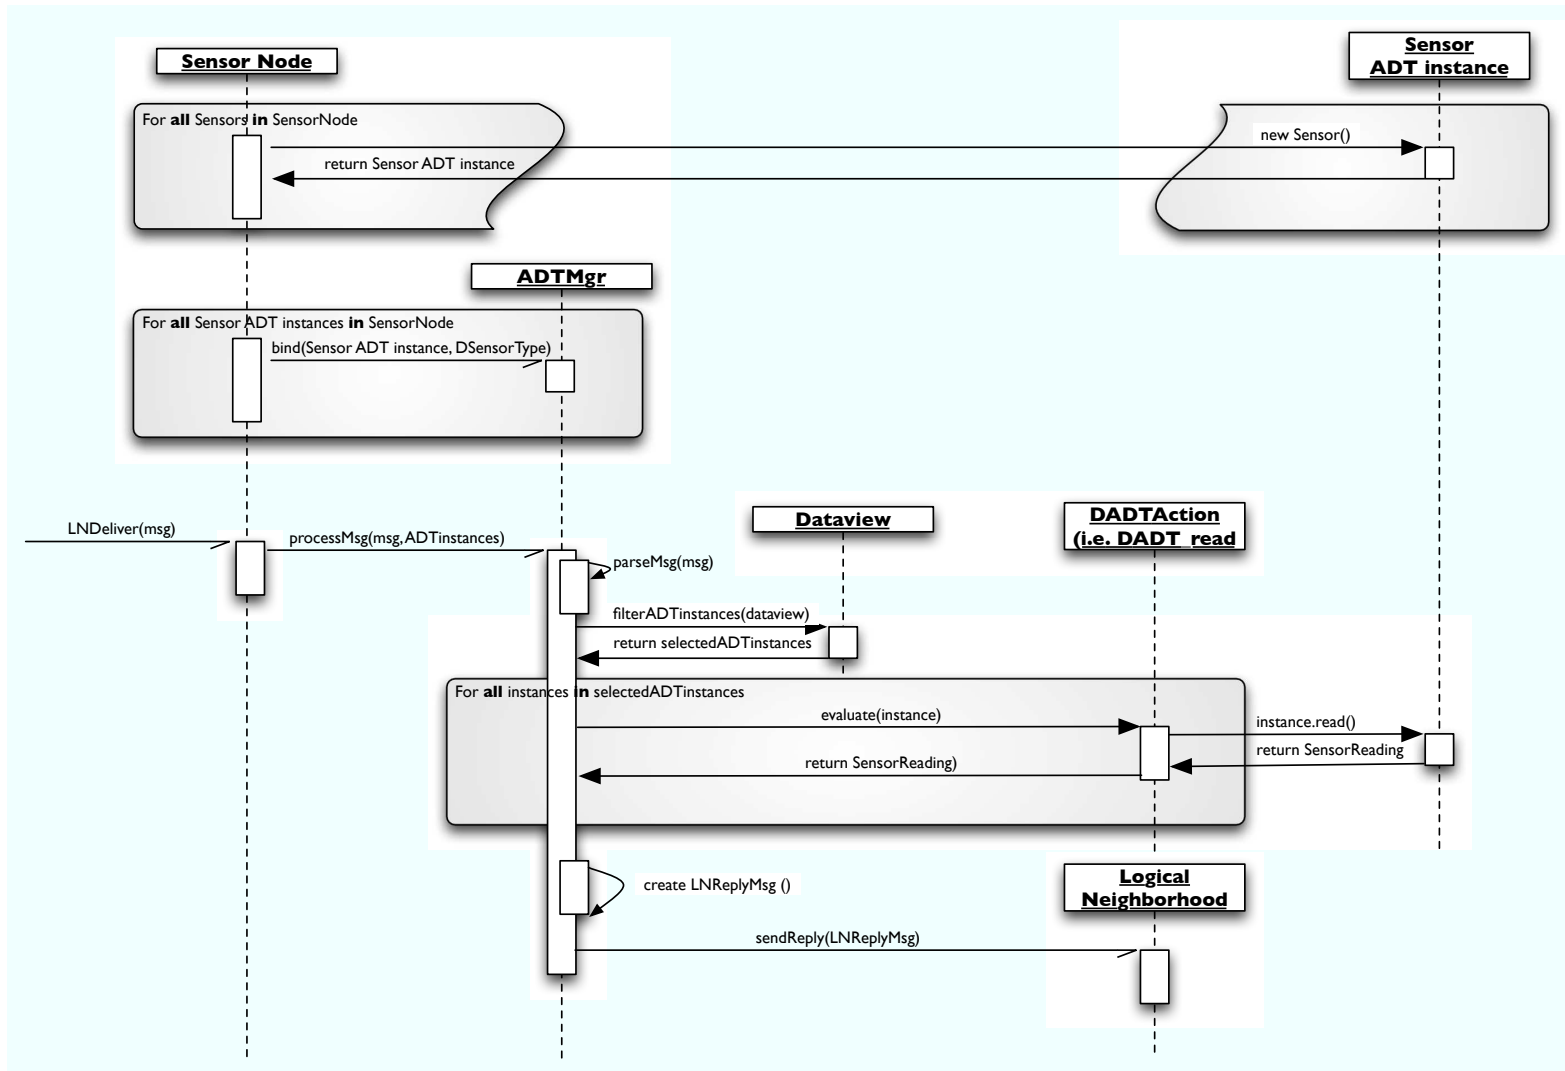 Sensor Node
Sensor
ADT instance
For all Sensors in SensorNode
new Sensor()
return Sensor ADT instance
ADTMgr
For all Sensor ADT instances in SensorNode
bind(Sensor ADT instance, DSensorType)
Dataview
DADTAction
(i.e. DADT_read
LNDeliver(msg)
processMsg(msg, ADTinstances)
parseMsg(msg)
filterADTinstances(dataview)
return selectedADTinstances
For all instances in selectedADTinstances
evaluate(instance)
instance.read()
return SensorReading
return SensorReading)
Logical
Neighborhood
create LNReplyMsg ()
sendReply(LNReplyMsg)